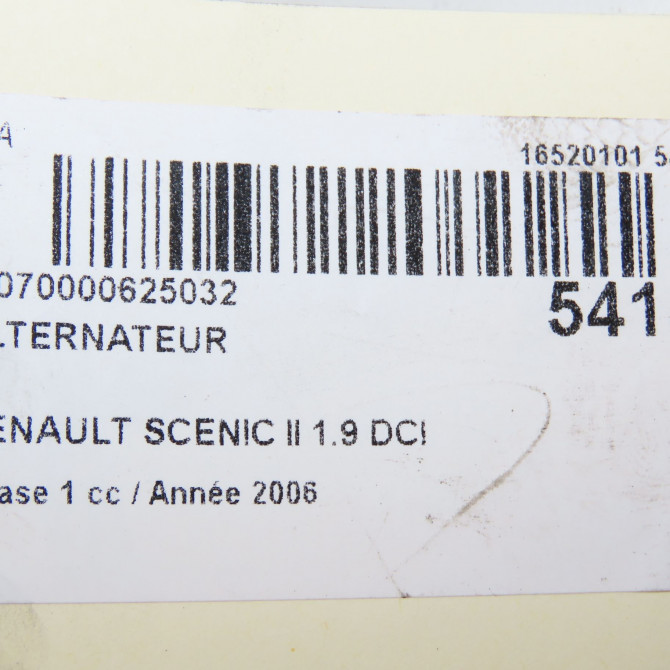 A
16520101 5
070000625032
541
LTERNATEUR
ENAULT SCENIC II 1.9 DCI
ase 1 cc / Année 2006